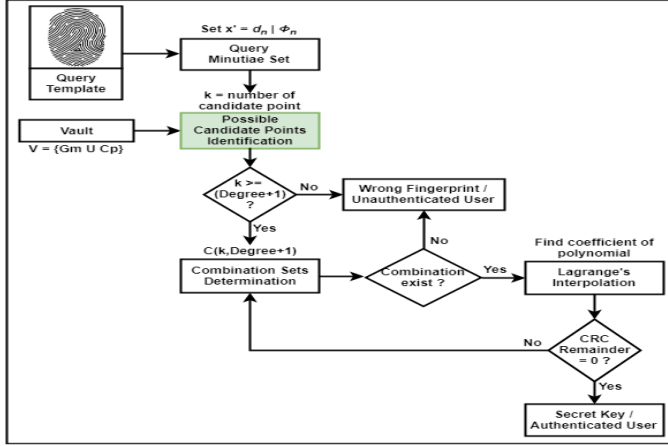 Set x' = dn | Φn
Query
Template
Query
Minutiae Set
k = number of
candidate point
Vault
V = {Gm U Cp}
Possible
Candidate Points
Identification
k >=
(Degree+1)
?
No
Wrong Fingerprint /
Unauthenticated User
Yes
C(k,Degree+1)
No
Find coefficient of
polynomial
Combination Sets
Determination
Combination
exist ?
Yes
Lagrange's
Interpolation
No
CRC
Remainder
= 0 ?
Yes
Secret Key /
Authenticated User